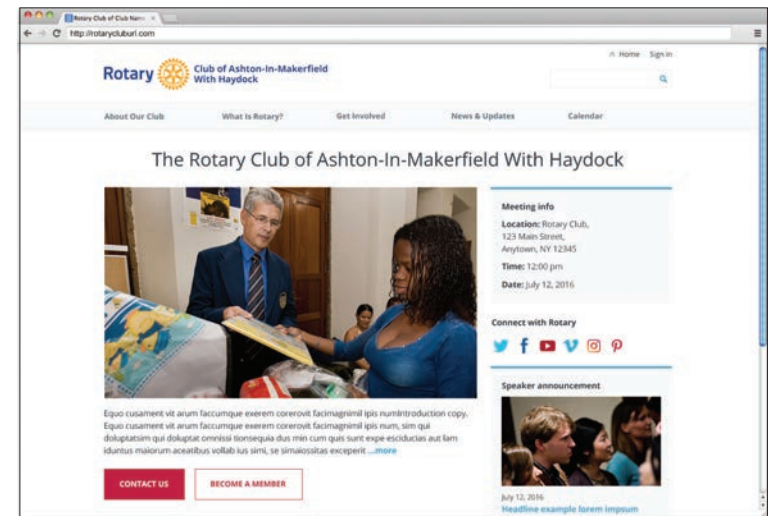 Rotary Club of Club Name
http://rotarycluburl.com
Home Sign in
Rotary
Club of Ashton-In-Makerfield
With Haydock
About Our Club What Is Rotary? Get Involved News & Updates Calendar
The Rotary Club of Ashton-In-Makerfield With Haydock
Meeting info
Location: Rotary Club,
123 Main Street,
Anytown, NY 12345
Time: 12:00 pm
Date: July 12, 2016
Connect with Rotary
Speaker announcement
July 12, 2016
Headline example lorem impsum
Equo cusament vit arum faccumque exerem corerovit facimagnimil ipis numIntroduction copy.
Equo cusament vit arum faccumque exerem corerovit facimagnimil ipis num, sim qui
doluptatsim qui doluptat omnissi tionsequia dus min cum quis sunt expe esciducias aut lam
iduntus maiorum aceatibus vollab ius simi, se simaiossitas exceperit ...more
CONTACT US BECOME A MEMBER